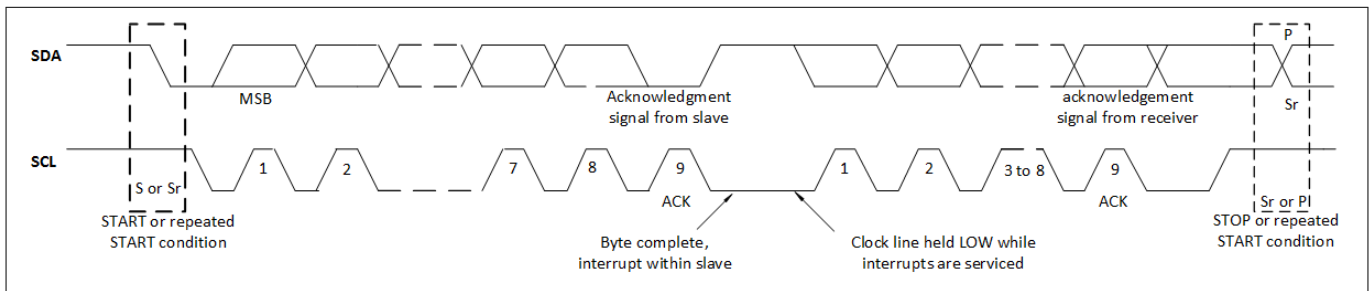 P
SDA
MSB
Acknowledgment
signal from slave
acknowledgement
signal from receiver
Sr
SCL
1
2
7
8
9
1
2
3 to 8
9
S or Sr
ACK
ACK
Sr or P
START or repeated
START condition
STOP or repeated
START condition
Byte complete,
interrupt within slave
Clock line held LOW while
interrupts are serviced